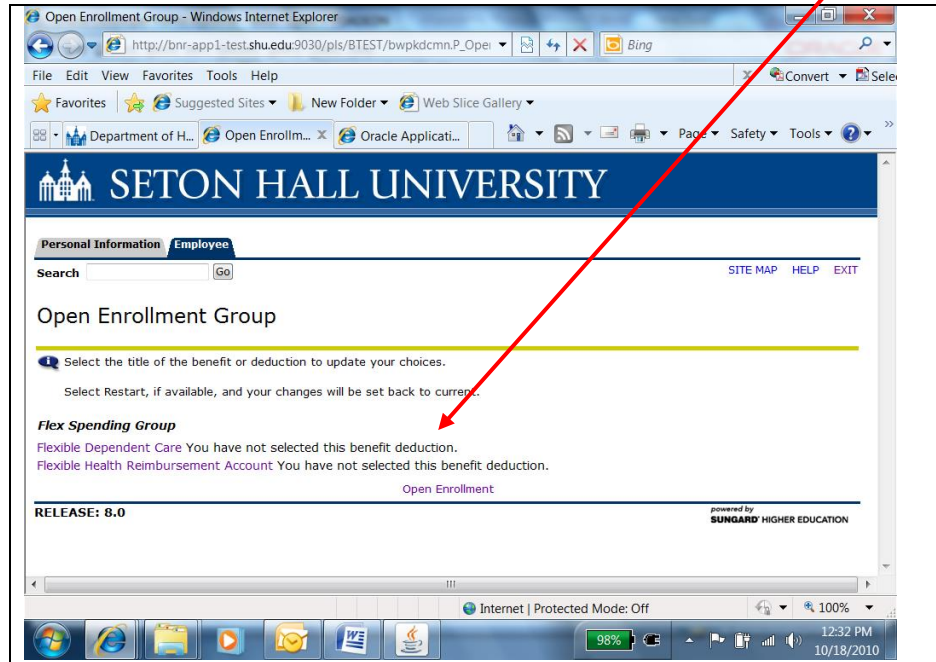 Open Enrollment Group - Windows Internet Explorer
http://bnr-app1-test.shu.edu:9030/pls/BTEST/bwpkdcmn.P_Oper
Bing
File Edit View Favorites Tools Help
x Convert Sele
Favorites Suggested Sites New Folder Web Slice Gallery
Department of H... Open Enrollm... X Oracle Applicati... Page Safety Tools
SETON HALL UNIVERSITY
Personal Information Employee
Search Go SITE MAP HELP EXIT
Open Enrollment Group
Select the title of the benefit or deduction to update your choices.
Select Restart, if available, and your changes will be set back to current.
Flex Spending Group
Flexible Dependent Care You have not selected this benefit deduction.
Flexible Health Reimbursement Account You have not selected this benefit deduction.
Open Enrollment
RELEASE: 8.0
powered by
SUNGARD' HIGHER EDUCATION
Internet | Protected Mode: Off 100%
98% 12:32 PM
10/18/2010